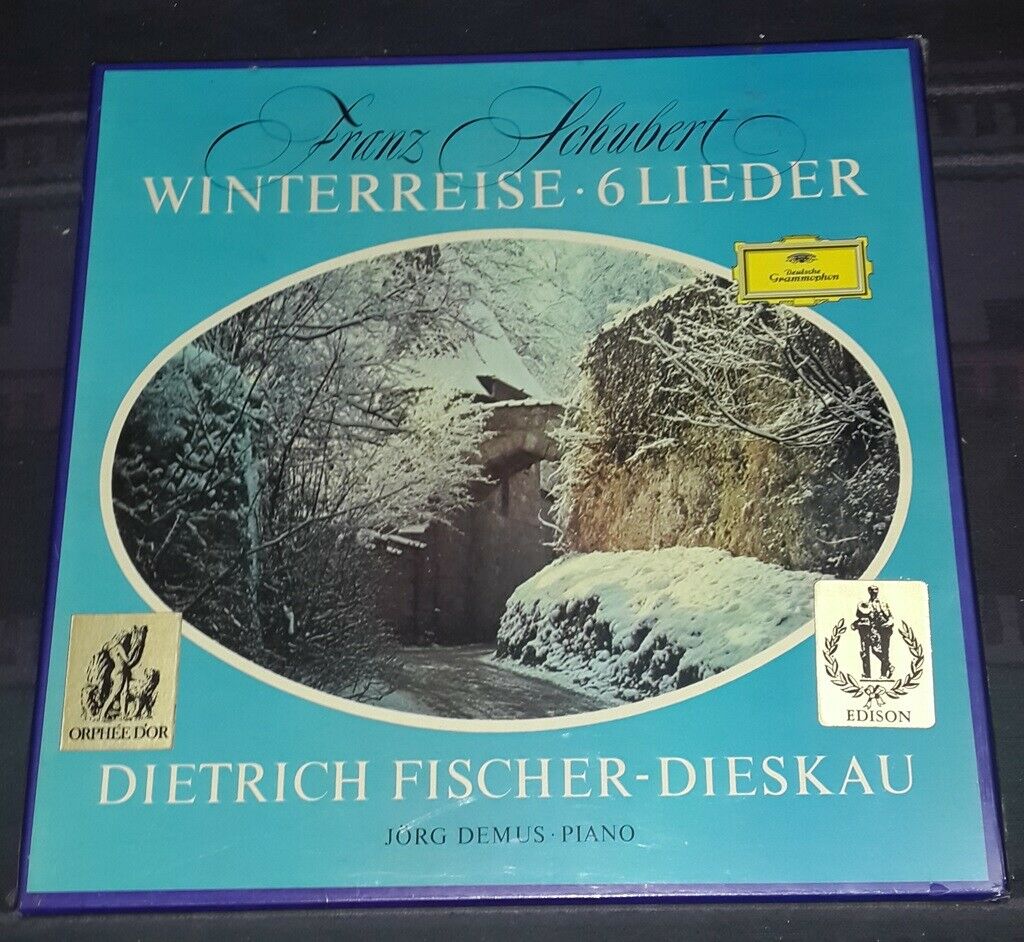 Franz Schubert
WINTERREISE · 6 LIEDER
Deutsche
Grammophon
ORPHÉE D'OR
EDISON
DIETRICH FISCHER-DIESKAU
JÖRG DEMUS · PIANO